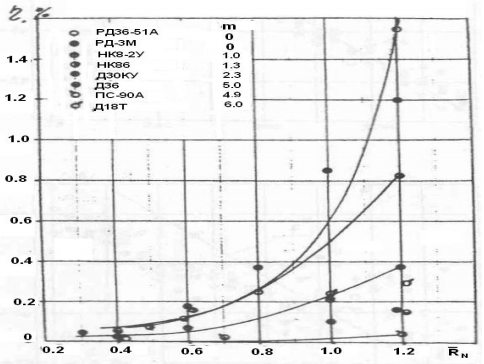 η, %
m
РД36-51А 0
РД-3М 0
НК8-2У 1.0
НК86 1.3
Д30КУ 2.3
Д36 5.0
ПС-90А 4.9
Д18Т 6.0
1.4
1.2
1.0
0.8
0.6
0.4
0.2
0
0.2 0.4 0.6 0.8 1.0 1.2 R̅N